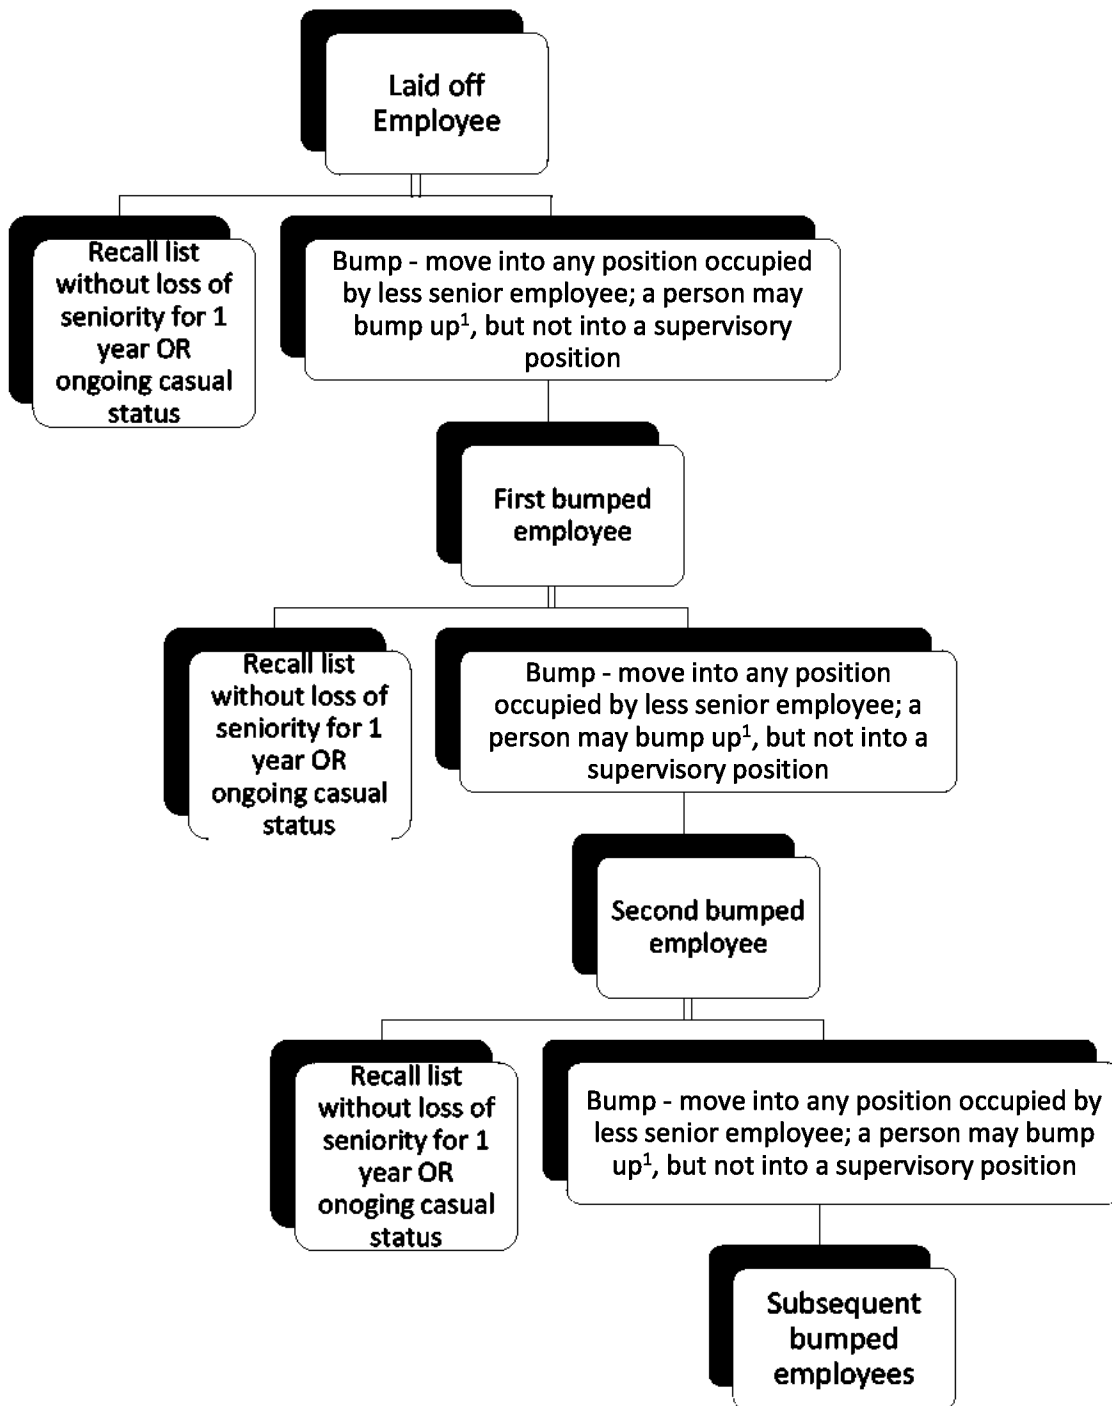 Laid off
Employee
Recall list
without loss of
seniority for 1
year OR
ongoing casual
status
Bump - move into any position occupied
by less senior employee; a person may
bump up¹, but not into a supervisory
position
First bumped
employee
Recall list
without loss of
seniority for 1
year OR
ongoing casual
status
Bump - move into any position
occupied by less senior employee; a
person may bump up¹, but not into a
supervisory position
Second bumped
employee
Recall list
without loss of
seniority for 1
year OR
onoging casual
status
Bump - move into any position occupied by
less senior employee; a person may bump
up¹, but not into a supervisory position
Subsequent
bumped
employees